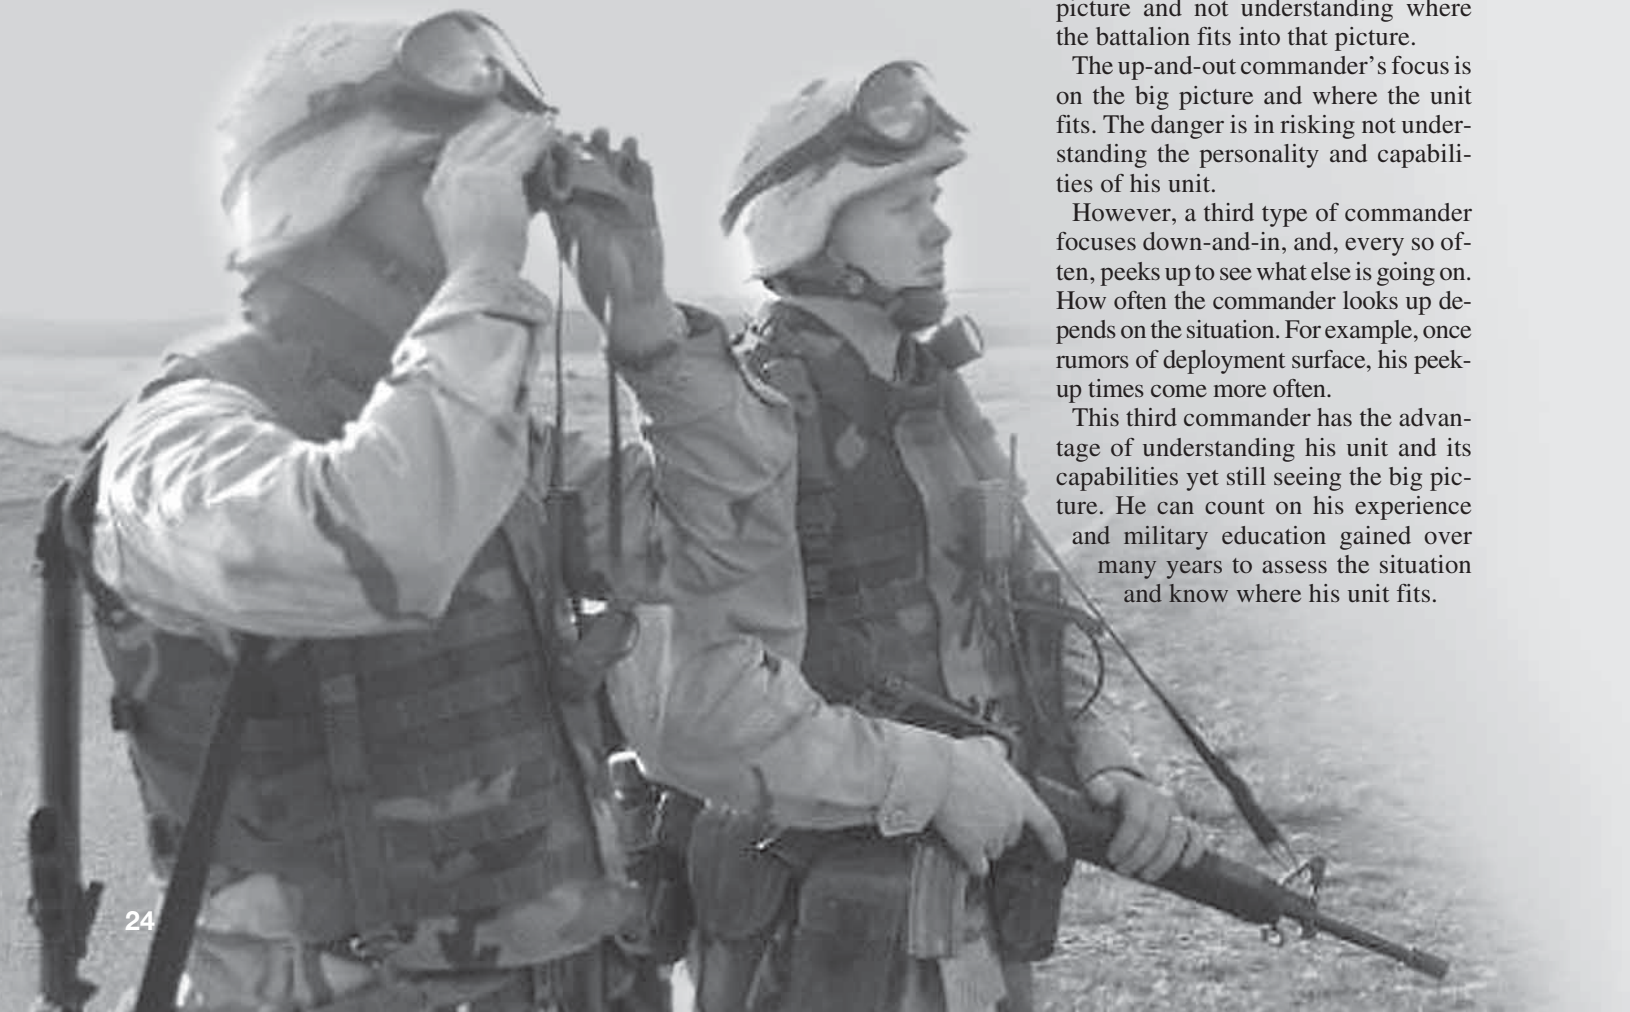 picture and not understanding where
the battalion fits into that picture.
The up-and-out commander's focus is
on the big picture and where the unit
fits. The danger is in risking not under-
standing the personality and capabili-
ties of his unit.
However, a third type of commander
focuses down-and-in, and, every so of-
ten, peeks up to see what else is going on.
How often the commander looks up de-
pends on the situation. For example, once
rumors of deployment surface, his peek-
up times come more often.
This third commander has the advan-
tage of understanding his unit and its
capabilities yet still seeing the big pic-
ture. He can count on his experience
and military education gained over
many years to assess the situation
and know where his unit fits.
24